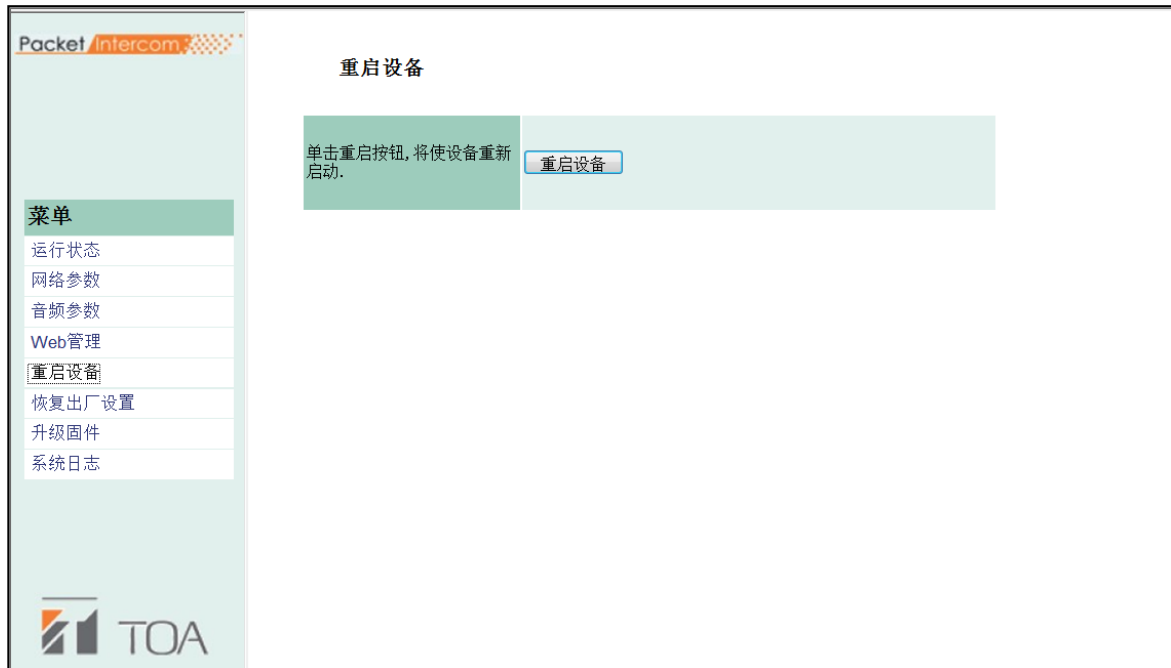 Packet Intercom
重启设备
单击重启按钮,将使设备重新
启动.
重启设备
菜单
运行状态
网络参数
音频参数
Web管理
重启设备
恢复出厂设置
升级固件
系统日志
TOA